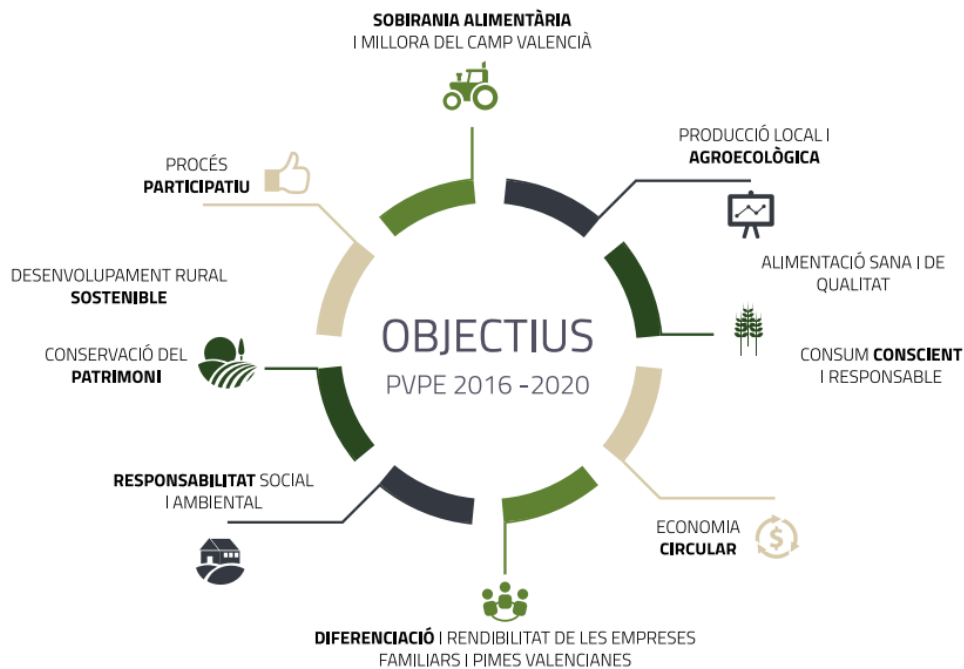 SOBIRANIA ALIMENTÀRIA
I MILLORA DEL CAMP VALENCIÀ
PRODUCCIÓ LOCAL I
AGROECOLÒGICA
ALIMENTACIÓ SANA I DE
QUALITAT
CONSUM CONSCIENT
I RESPONSABLE
ECONOMIA
CIRCULAR
$
DIFERENCIACIÓ I RENDIBILITAT DE LES EMPRESES
FAMILIARS I PIMES VALENCIANES
RESPONSABILITAT SOCIAL
I AMBIENTAL
CONSERVACIÓ DEL
PATRIMONI
DESENVOLUPAMENT RURAL
SOSTENIBLE
PROCÉS
PARTICIPATIU
OBJECTIUS
PVPE 2016 -2020